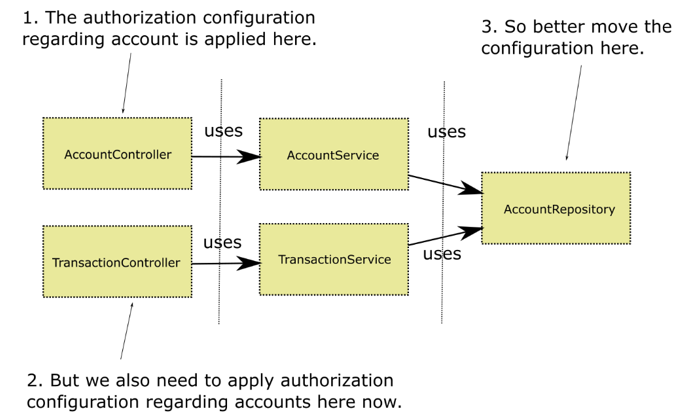 1. The authorization configuration
regarding account is applied here.
3. So better move the
configuration here.
uses
uses
AccountController
AccountService
AccountRepository
uses
uses
TransactionController
TransactionService
2. But we also need to apply authorization
configuration regarding accounts here now.